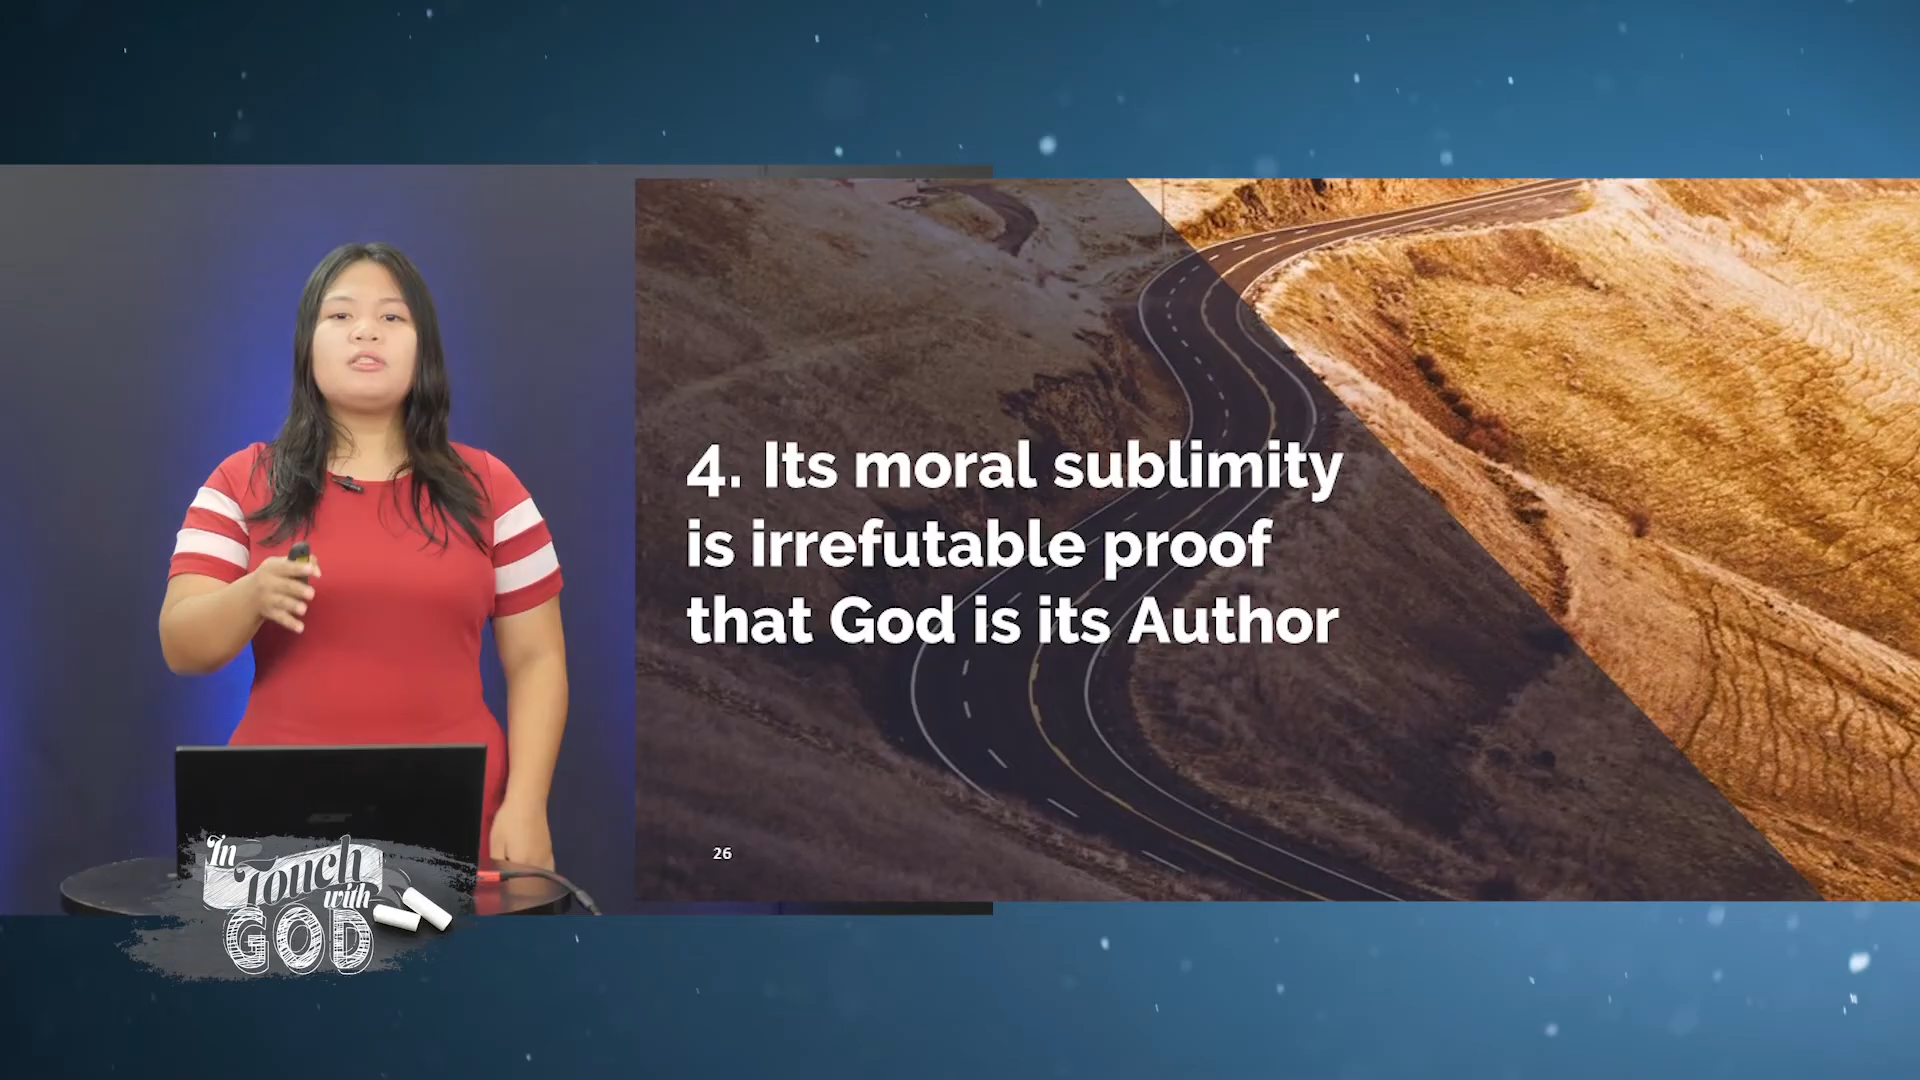 4. Its moral sublimity
is irrefutable proof
that God is its Author
26
In
Touch
with
GOD